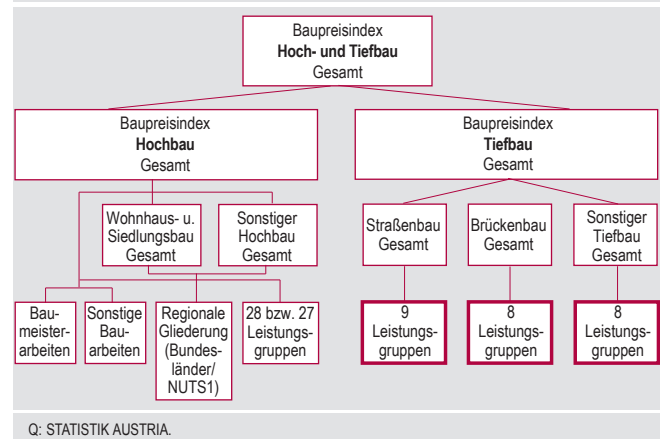 Baupreisindex
Hoch- und Tiefbau
Gesamt
Baupreisindex
Hochbau
Gesamt
Baupreisindex
Tiefbau
Gesamt
Wohnhaus- u.
Siedlungsbau
Gesamt
Sonstiger
Hochbau
Gesamt
Straßenbau
Gesamt
Brückenbau
Gesamt
Sonstiger
Tiefbau
Gesamt
Bau-
meister-
arbeiten
Sonstige
Bau-
arbeiten
Regionale
Gliederung
(Bundes-
länder/
NUTS1)
28 bzw. 27
Leistungs-
gruppen
9
Leistungs-
gruppen
8
Leistungs-
gruppen
8
Leistungs-
gruppen
Q: STATISTIK AUSTRIA.